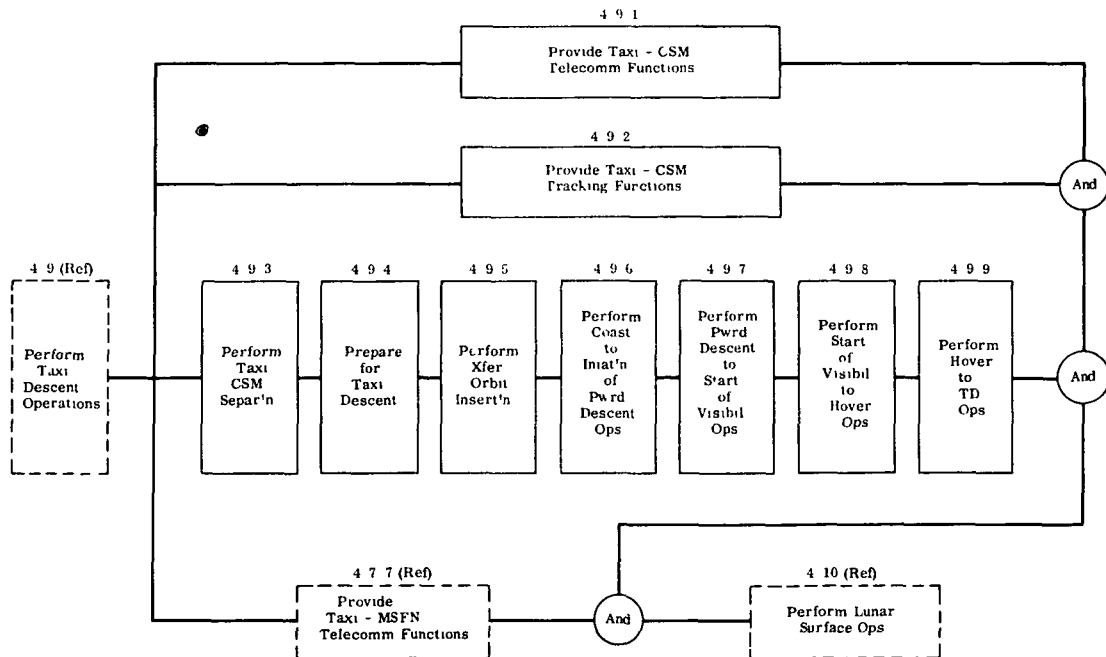 4 9 1
Provide Taxi - CSM
Telecomm Functions
4 9 2
Provide Taxi - CSM
Tracking Functions
And
4 9 (Ref)
Perform
Taxi
Descent
Operations
4 9 3
Perform
Taxi
CSM
Separ'n
4 9 4
Prepare
for
Taxi
Descent
4 9 5
Perform
Xfer
Orbit
Insert'n
4 9 6
Perform
Coast
to
Iniat'n
of
Pwrd
Descent
Ops
4 9 7
Perform
Pwrd
Descent
to
Start
of
Visibil Ops
4 9 8
Perform
Start
of
Visibil
to
Hover
Ops
4 9 9
Perform
Hover
to
TD
Ops
And
4 7 7 (Ref)
Provide
Taxi - MSFN
Telecomm Functions
And
4 10 (Ref)
Perform Lunar
Surface Ops